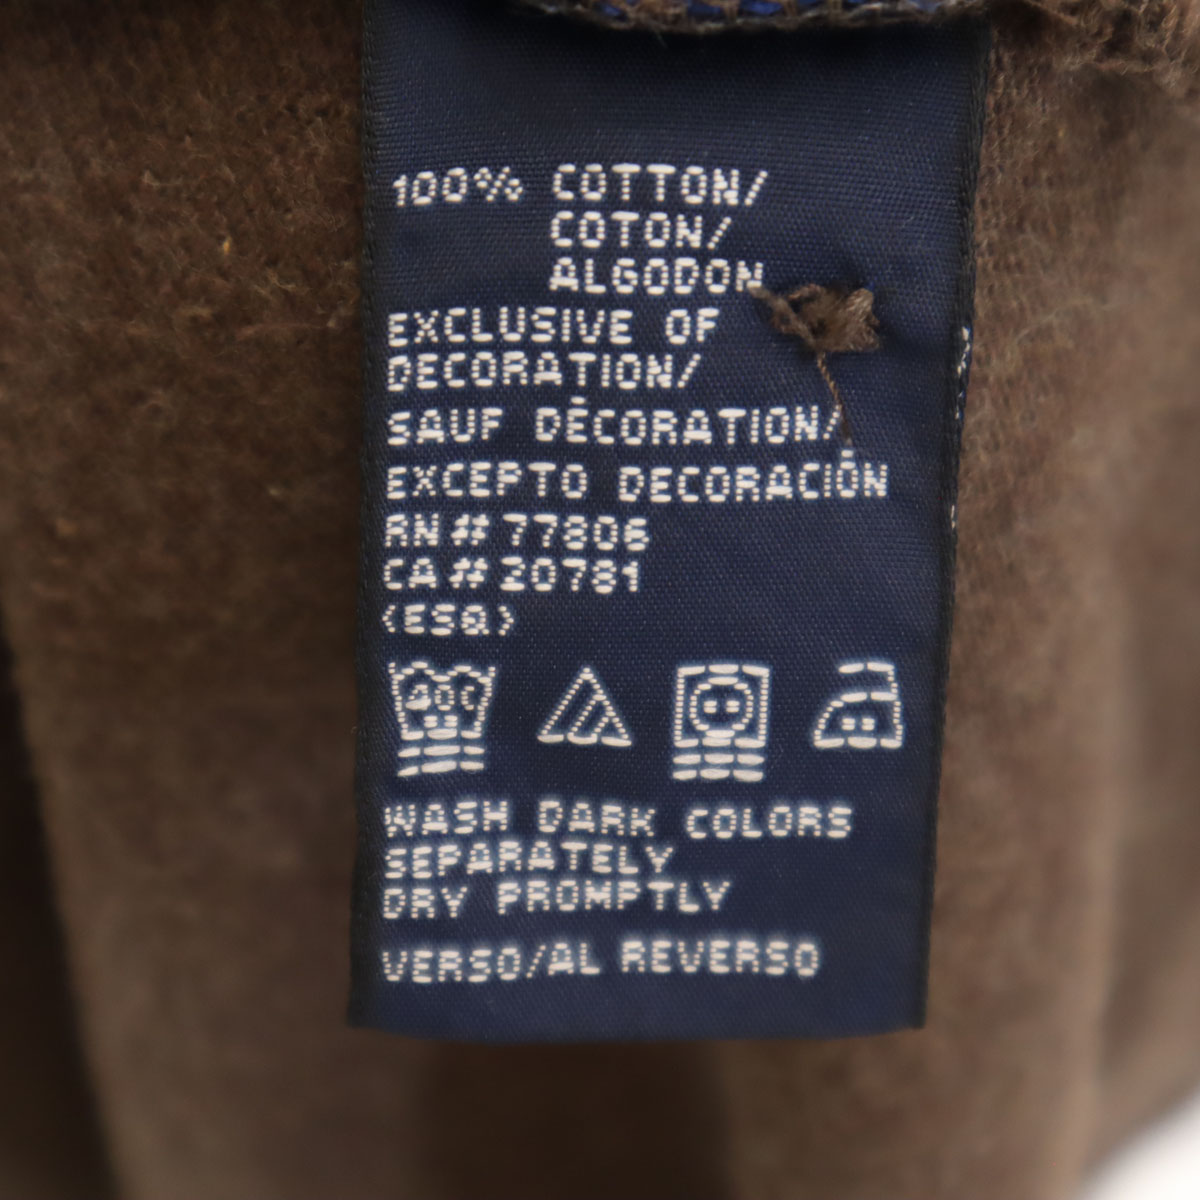 100% COTTON/
COTON/
ALGODON
EXCLUSIVE OF
DECORATION/
SAUF DÉCORATION/
EXCEPTO DECORACIÓN
RN# 77806
CA# 20781
(ESQ)
40C
WASH DARK COLORS
SEPARATELY
DRY PROMPTLY
VERSO/AL REVERSO